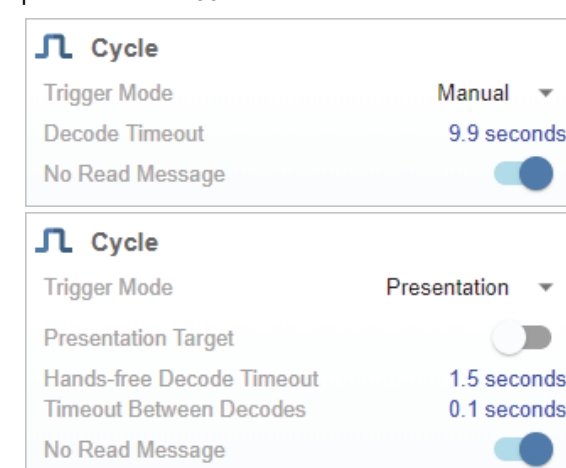 Cycle
Trigger Mode Manual
Decode Timeout 9.9 seconds
No Read Message
Cycle
Trigger Mode Presentation
Presentation Target
Hands-free Decode Timeout 1.5 seconds
Timeout Between Decodes 0.1 seconds
No Read Message